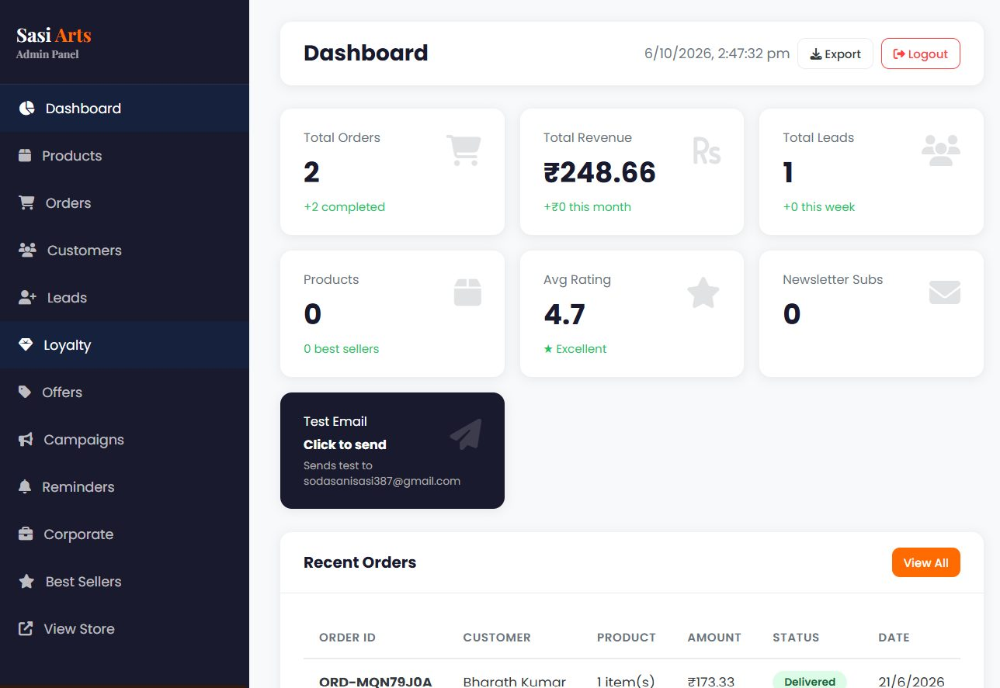 Sasi Arts
Admin Panel
Dashboard
Products
Orders
Customers
Leads
Loyalty
Offers
Campaigns
Reminders
Corporate
Best Sellers
View Store
Dashboard
6/10/2026, 2:47:32 pm
Export
Logout
Total Orders
2
+2 completed
Total Revenue
₹248.66
+₹0 this month
Rs
Total Leads
1
+0 this week
Products
0
0 best sellers
Avg Rating
4.7
★ Excellent
Newsletter Subs
0
Test Email
Click to send
Sends test to
sodasanisasi387@gmail.com
Recent Orders
View All
ORDER ID CUSTOMER PRODUCT AMOUNT STATUS DATE
ORD-MQN79J0A Bharath Kumar 1 item(s) ₹173.33 Delivered 21/6/2026